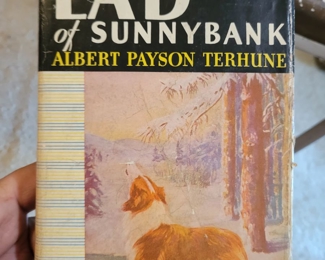 LAD
of SUNNYBANK
ALBERT PAYSON TERHUNE